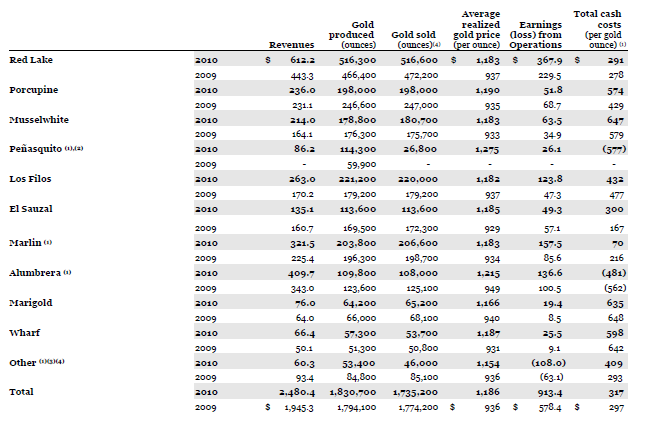 Revenues Gold produced (ounces) Gold sold (ounces)(4) Average realized gold price (per ounce) Earnings (loss) from Operations Total cash costs (per gold ounce) (1)
Red Lake 2010 $ 612.2 516,300 516,600 $ 1,183 $ 367.9 $ 291
2009 443.3 466,400 472,200 937 229.5 278
Porcupine 2010 236.0 198,000 198,000 1,190 51.8 574
2009 231.1 246,600 247,000 935 68.7 429
Musselwhite 2010 214.0 178,800 180,700 1,183 63.5 647
2009 164.1 176,300 175,700 933 34.9 579
Peñasquito (1),(2) 2010 86.2 114,300 26,800 1,275 26.1 (577)
2009 - 59,900 - - - -
Los Filos 2010 263.0 221,200 220,000 1,182 123.8 432
2009 170.2 179,200 179,200 937 47.3 477
El Sauzal 2010 135.1 113,600 113,600 1,185 49.3 300
2009 160.7 169,500 172,300 929 57.1 167
Marlin (1) 2010 321.5 203,800 206,600 1,183 157.5 70
2009 225.4 196,300 198,700 934 85.6 216
Alumbrera (1) 2010 409.7 109,800 108,000 1,215 136.6 (481)
2009 343.0 123,600 125,100 949 100.5 (562)
Marigold 2010 76.0 64,200 65,200 1,166 19.4 635
2009 64.0 66,000 68,100 940 8.5 648
Wharf 2010 66.4 57,300 53,700 1,187 25.5 598
2009 50.1 51,300 50,800 931 9.1 642
Other (1)(3)(4) 2010 60.3 53,400 46,000 1,154 (108.0) 409
2009 93.4 84,800 85,100 936 (63.1) 293
Total 2010 2,480.4 1,830,700 1,735,200 1,186 913.4 317
2009 $ 1,945.3 1,794,100 1,774,200 $ 936 $ 578.4 $ 297